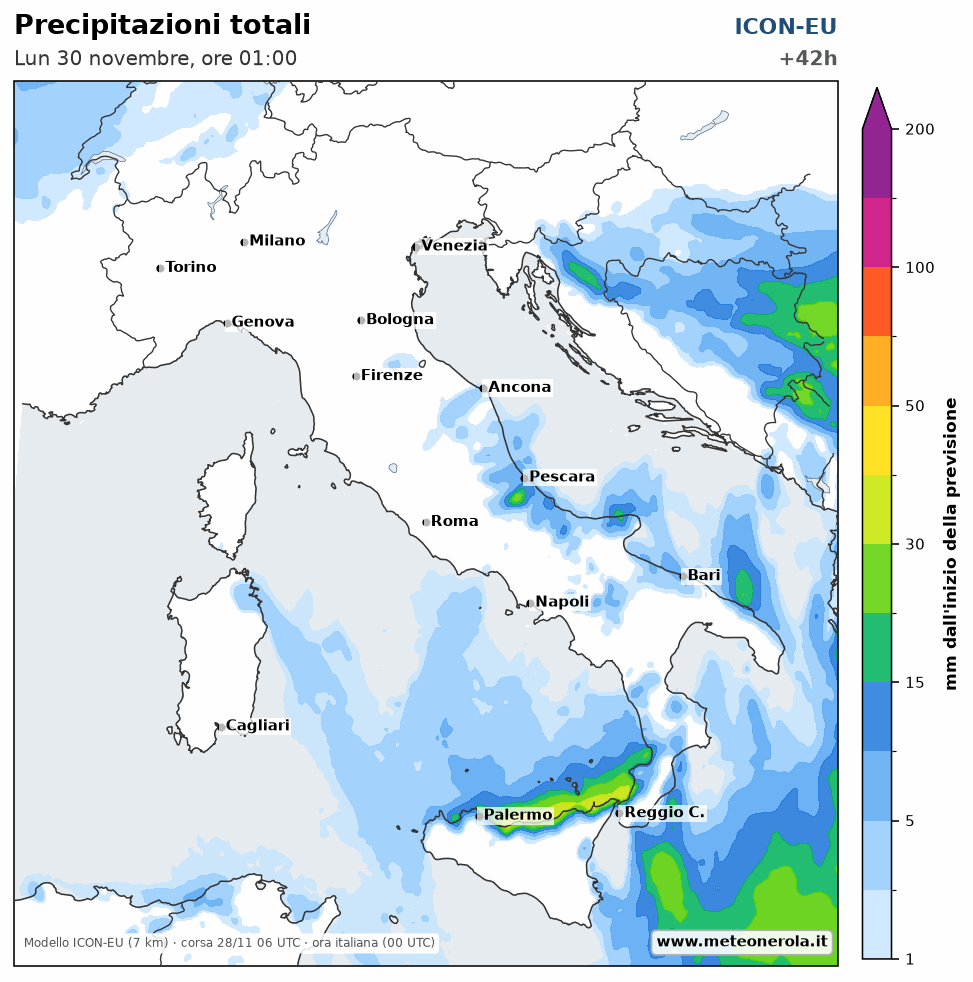 Precipitazioni totali
ICON-EU
Lun 30 novembre, ore 01:00
+42h
Milano
Venezia
Torino
Genova
Bologna
Firenze
Ancona
Pescara
Roma
Bari
Napoli
Cagliari
Palermo
Reggio C.
Modello ICON-EU (7 km) · corsa 28/11 06 UTC · ora italiana (00 UTC)
www.meteonerola.it
200
100
50
30
15
5
1
mm dall'inizio della previsione